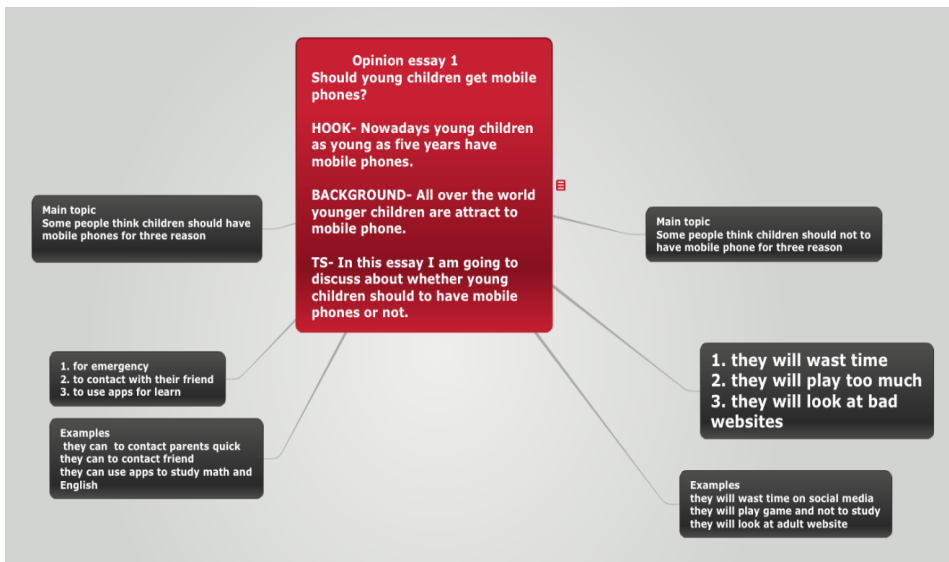 Opinion essay 1
Should young children get mobile
phones?
HOOK- Nowadays young children
as young as five years have
mobile phones.
BACKGROUND- All over the world
younger children are attract to
mobile phone.
TS- In this essay I am going to
discuss about whether young
children should to have mobile
phones or not.
Main topic
Some people think children should have
mobile phones for three reason
1. for emergency
2. to contact with their friend
3. to use apps for learn
Examples
they can to contact parents quick
they can to contact friend
they can use apps to study math and
English
Main topic
Some people think children should not to
have mobile phone for three reason
1. they will wast time
2. they will play too much
3. they will look at bad
websites
Examples
they will wast time on social media
they will play game and not to study
they will look at adult website